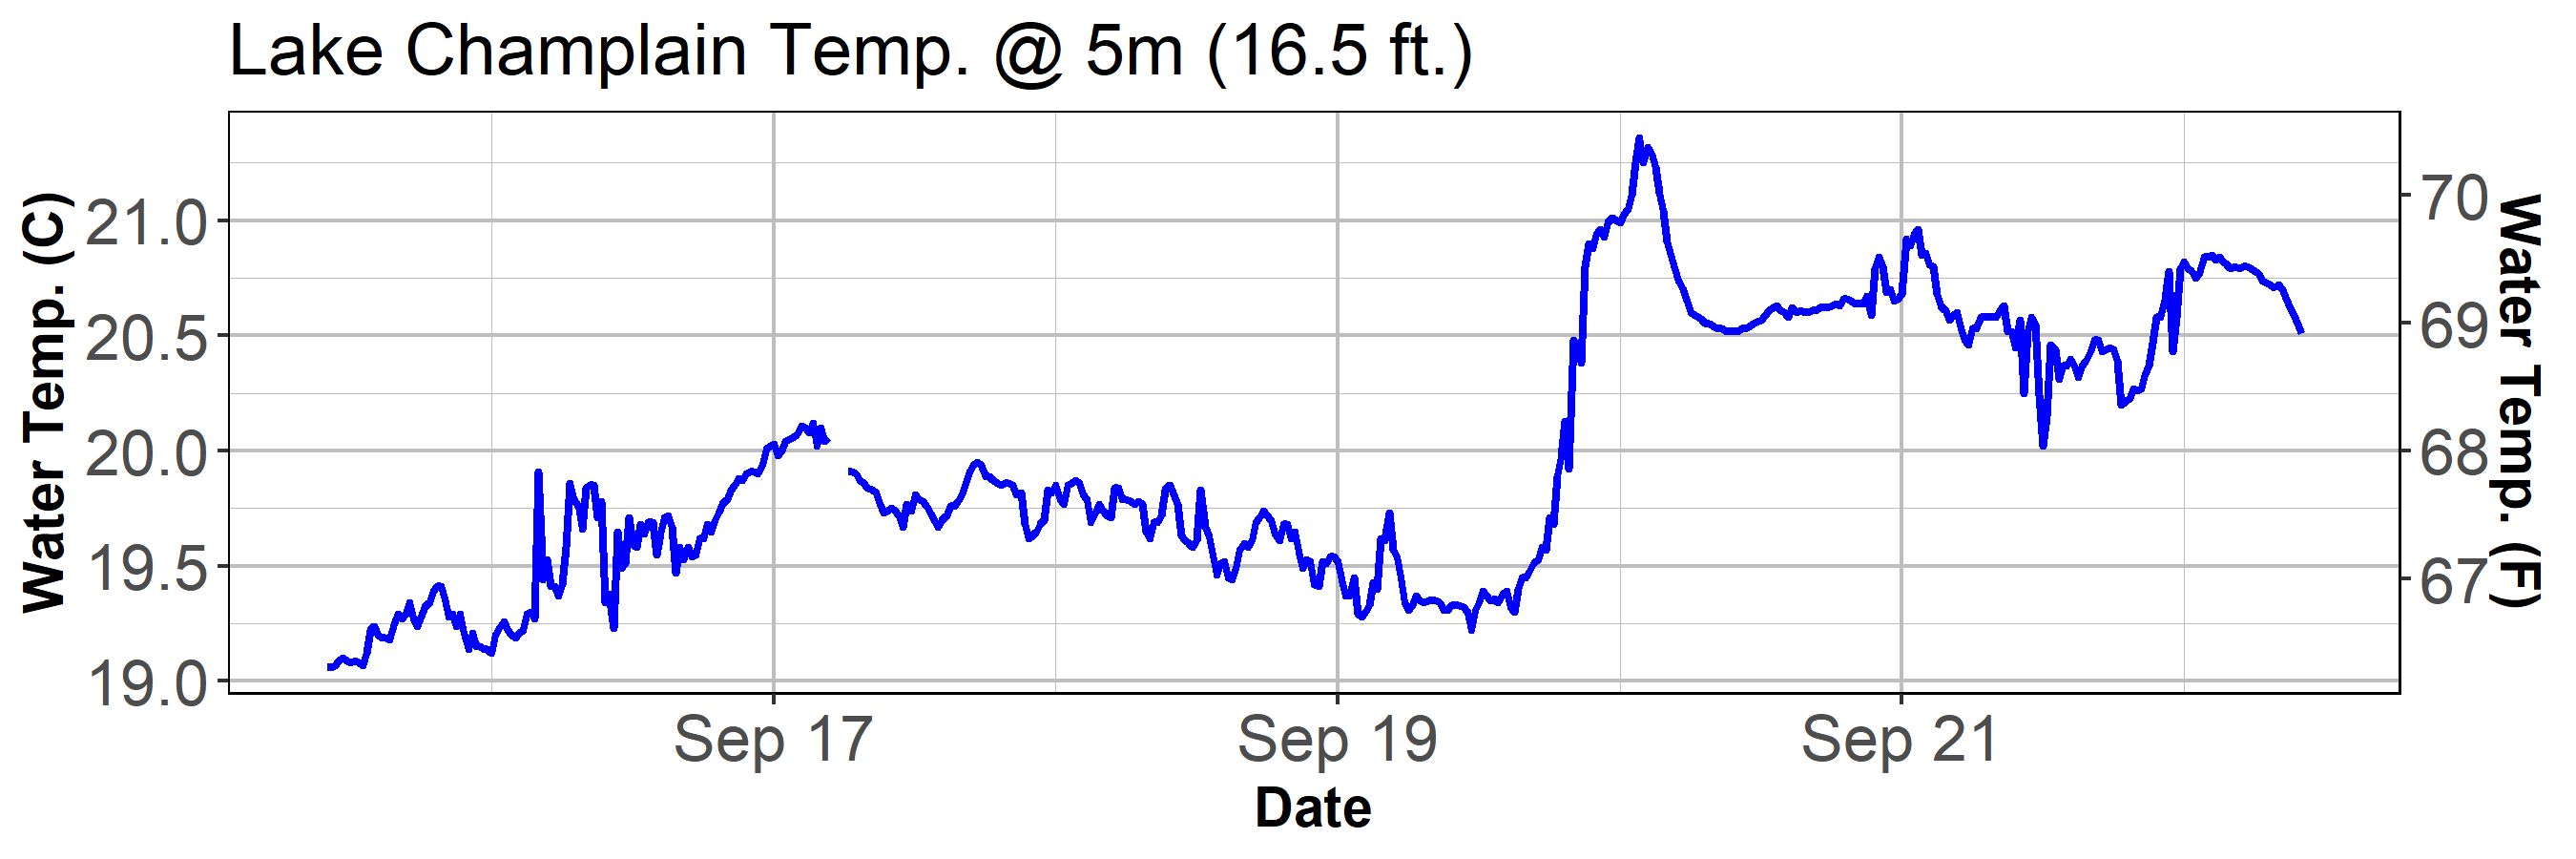 Lake Champlain Temp. @ 5m (16.5 ft.)
Water Temp. (C)
21.0
20.5
20.0
19.5
19.0
70
69
68
67
Water Temp. (F)
Sep 17 Sep 19 Sep 21
Date